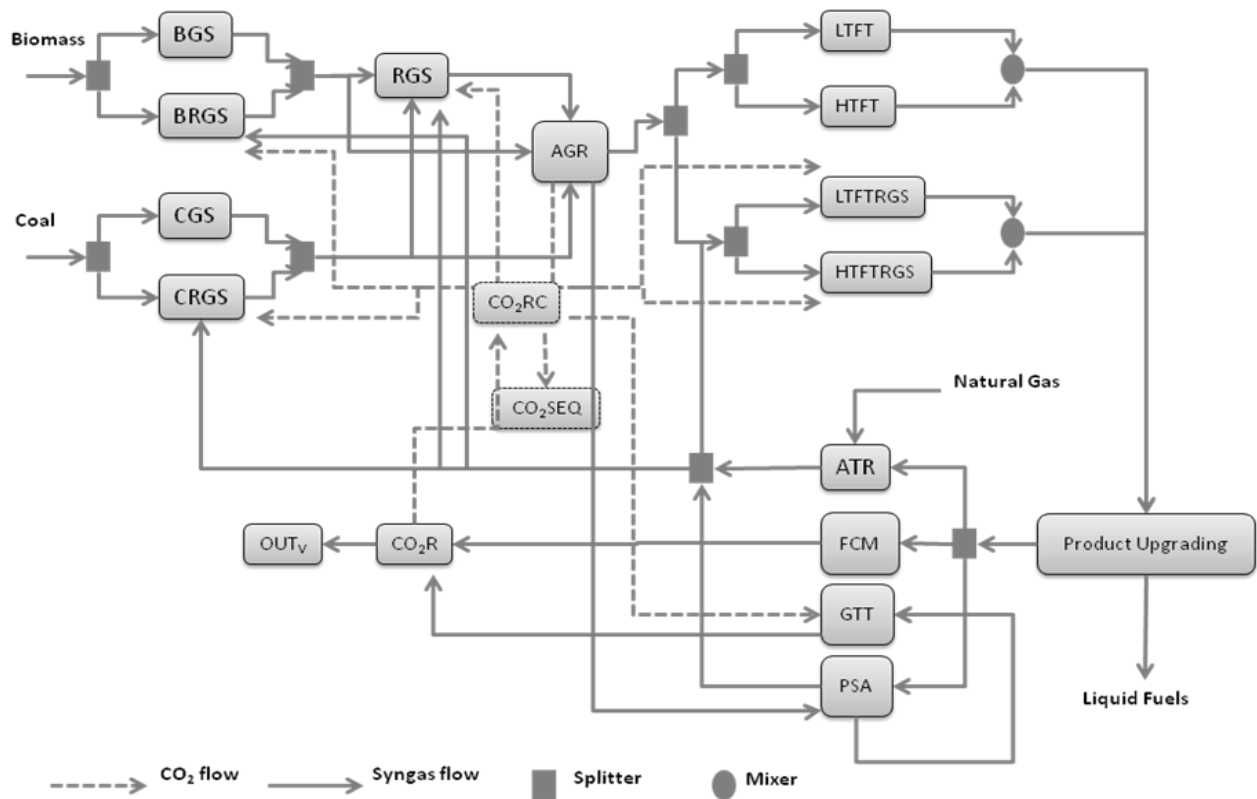 Biomass
BGS
BRGS
RGS
AGR
LTFT
HTFT
Coal
CGS
CRGS
LTFTRGS
HTFTRGS
CO₂RC
CO₂SEQ
Natural Gas
ATR
OUTᵥ
CO₂R
FCM
Product Upgrading
GTT
PSA
Liquid Fuels
CO₂ flow
Syngas flow
Splitter
Mixer